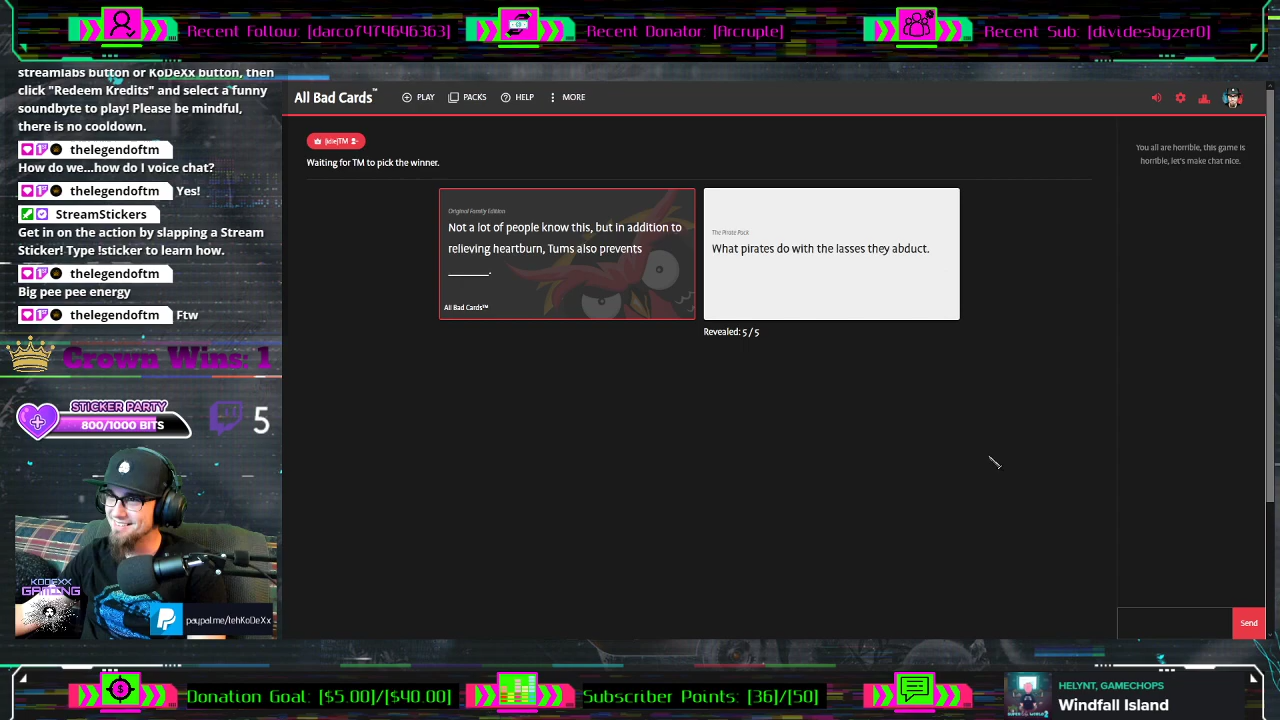 Recent Follow: [darco7474646363]
Recent Donator: [Arcruple]
Recent Sub: [dividesbyzer0]
streamlabs button or KoDeXx button, then
click "Redeem Kredits" and select a funny
soundbyte to play! Please be mindful,
there is no cooldown.
thelegendoftm
How do we...how do I voice chat?
thelegendoftm Yes!
StreamStickers
Get in on the action by slapping a Stream
Sticker! Type !sticker to learn how.
thelegendoftm
Big pee pee energy
thelegendoftm Ftw
Crown Wins: 1
STICKER PARTY
800/1000 BITS
5
KODEXX
GAMING
paypal.me/tehKoDeXx
All Bad Cards™
PLAY
PACKS
HELP
MORE
Waiting for TM to pick the winner.
Original Family Edition
Not a lot of people know this, but in addition to
relieving heartburn, Tums also prevents
______.
All Bad Cards™
The Pirate Pack
What pirates do with the lasses they abduct.
Revealed: 5 / 5
You all are horrible, this game is
horrible, let's make chat nice.
Send
Donation Goal: [$5.00]/[$40.00]
Subscriber Points: [36]/[50]
HELYNT, GAMECHOPS
Windfall Island